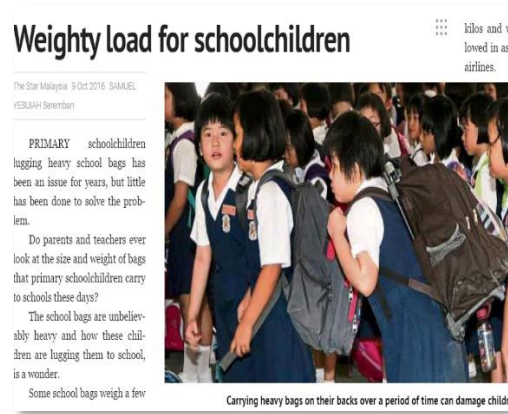 Weighty load for schoolchildren
The Star Malaysia 9 Oct 2016 SAMUEL
YESUIAH Seremban
PRIMARY schoolchildren
lugging heavy school bags has
been an issue for years, but little
has been done to solve the prob-
lem.
Do parents and teachers ever
look at the size and weight of bags
that primary schoolchildren carry
to schools these days?
The school bags are unbeliev-
ably heavy and how these chil-
dren are lugging them to school,
is a wonder.
Some school bags weigh a few
kilos and
lowed in as
airlines.
Carrying heavy bags on their backs over a period of time can damage